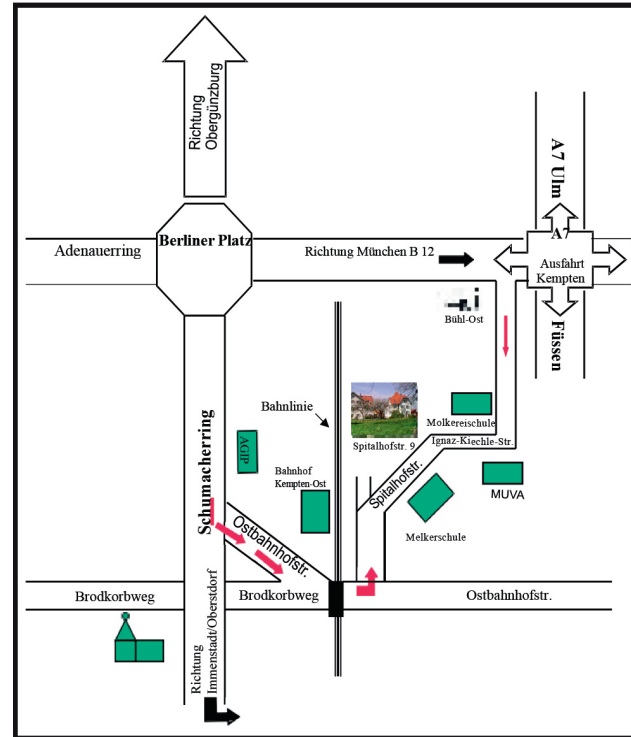 Richtung
Obergünzburg
A7 Ulm
Berliner Platz
A7
Adenauerring
Richtung München B 12
Ausfahrt
Kempten
Bühl-Ost
Füssen
Bahnlinie
Molkereischule
Spitalhofstr. 9
Ignaz-Kiechle-Str.
AGIP
Schumacherring
Bahnhof
Kempten-Ost
Spitalhofstr.
MUVA
Melkerschule
Ostbahnhofstr.
Brodkorbweg
Brodkorbweg
Ostbahnhofstr.
Richtung
Immenstadt/Oberstdorf